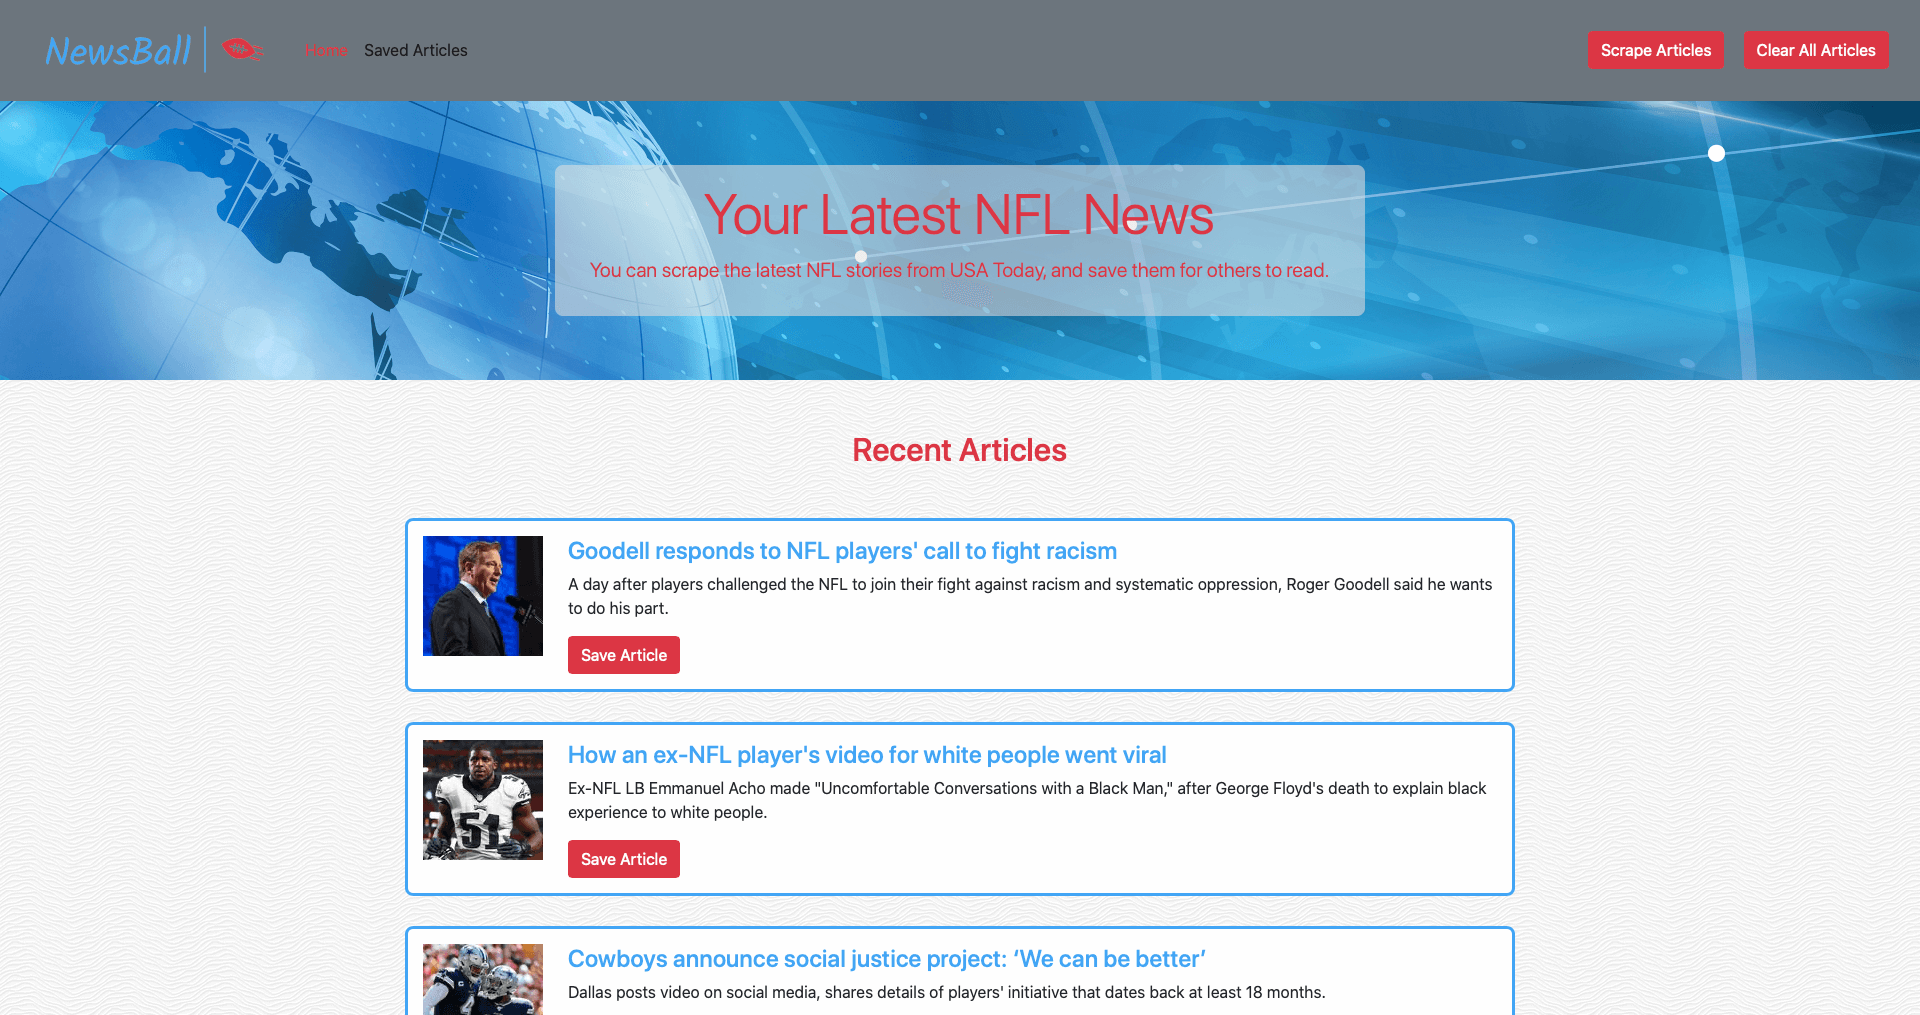 NewsBall
Home Saved Articles
Scrape Articles Clear All Articles
Your Latest NFL News
You can scrape the latest NFL stories from USA Today, and save them for others to read.
Recent Articles
Goodell responds to NFL players' call to fight racism
A day after players challenged the NFL to join their fight against racism and systematic oppression, Roger Goodell said he wants
to do his part.
Save Article
How an ex-NFL player's video for white people went viral
Ex-NFL LB Emmanuel Acho made "Uncomfortable Conversations with a Black Man," after George Floyd's death to explain black
experience to white people.
51
Save Article
Cowboys announce social justice project: ‘We can be better’
Dallas posts video on social media, shares details of players' initiative that dates back at least 18 months.